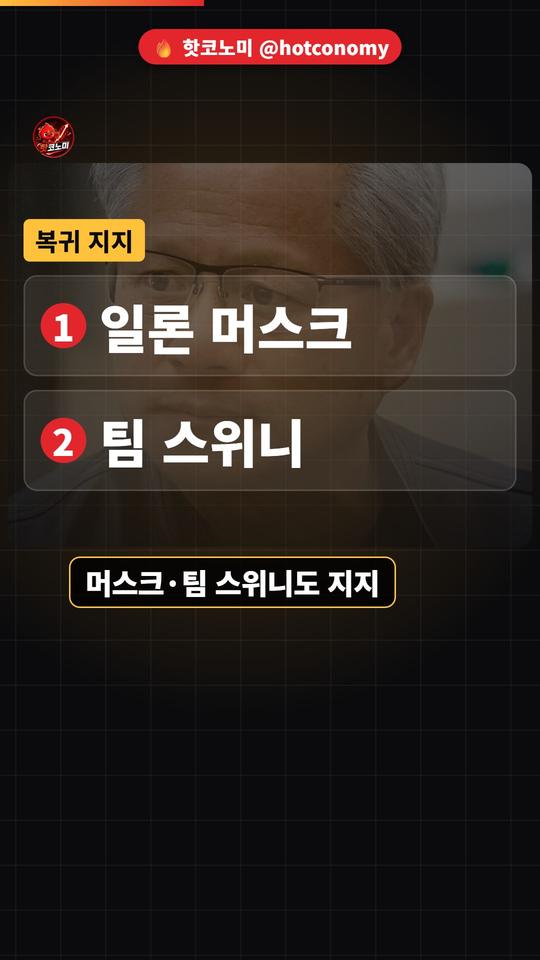 핫코노미 @hotconomy
핫코노미
복귀 지지
1 일론 머스크
2 팀 스위니
머스크·팀 스위니도 지지